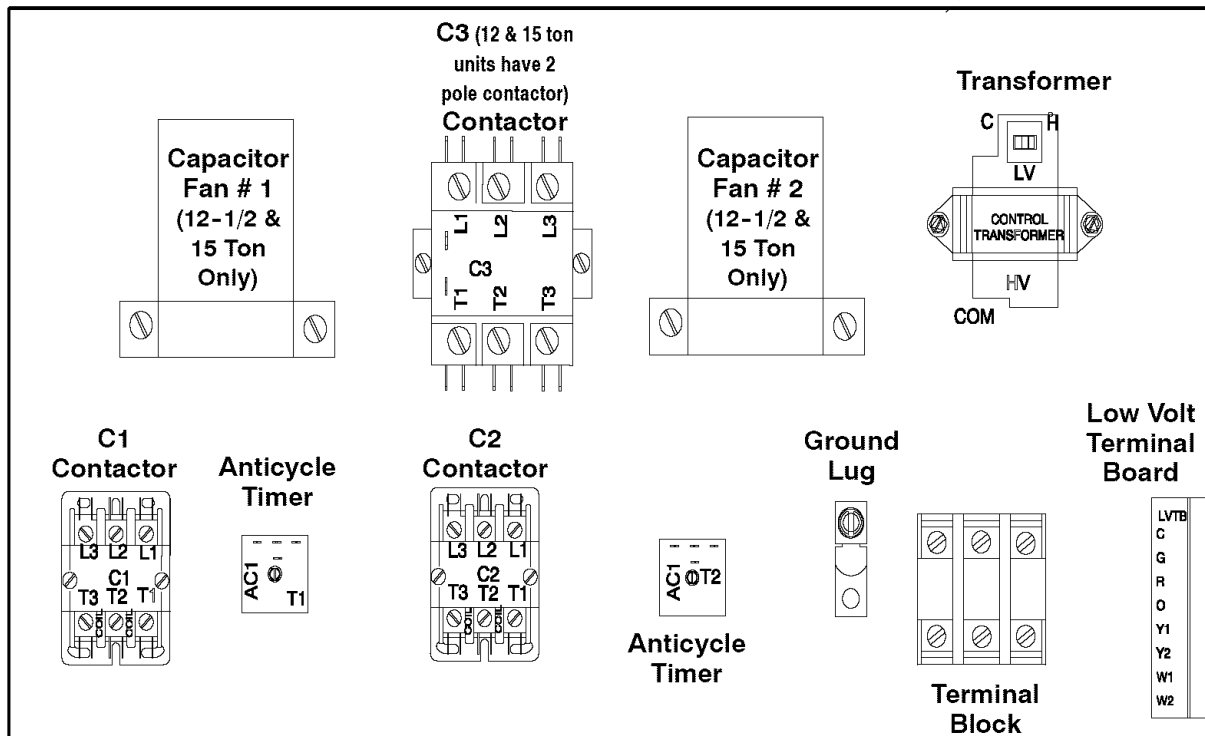 C3 (12 & 15 ton
units have 2
pole contactor)
Contactor
L1 L2 L3
C3
T1 T2 T3
Capacitor
Fan # 1
(12-1/2 &
15 Ton
Only)
Capacitor
Fan # 2
(12-1/2 &
15 Ton
Only)
Transformer
C H
LV
CONTROL
TRANSFORMER
HV
COM
C1
Contactor
L3 L2 L1
C1
T3 T2 T1
COIL COIL
Anticycle
Timer
AC1
T1
C2
Contactor
L3 L2 L1
C2
T3 T2 T1
COIL COIL
AC1
T2
Anticycle
Timer
Ground
Lug
Terminal
Block
Low Volt
Terminal
Board
LVTB
C
G
R
O
Y1
Y2
W1
W2